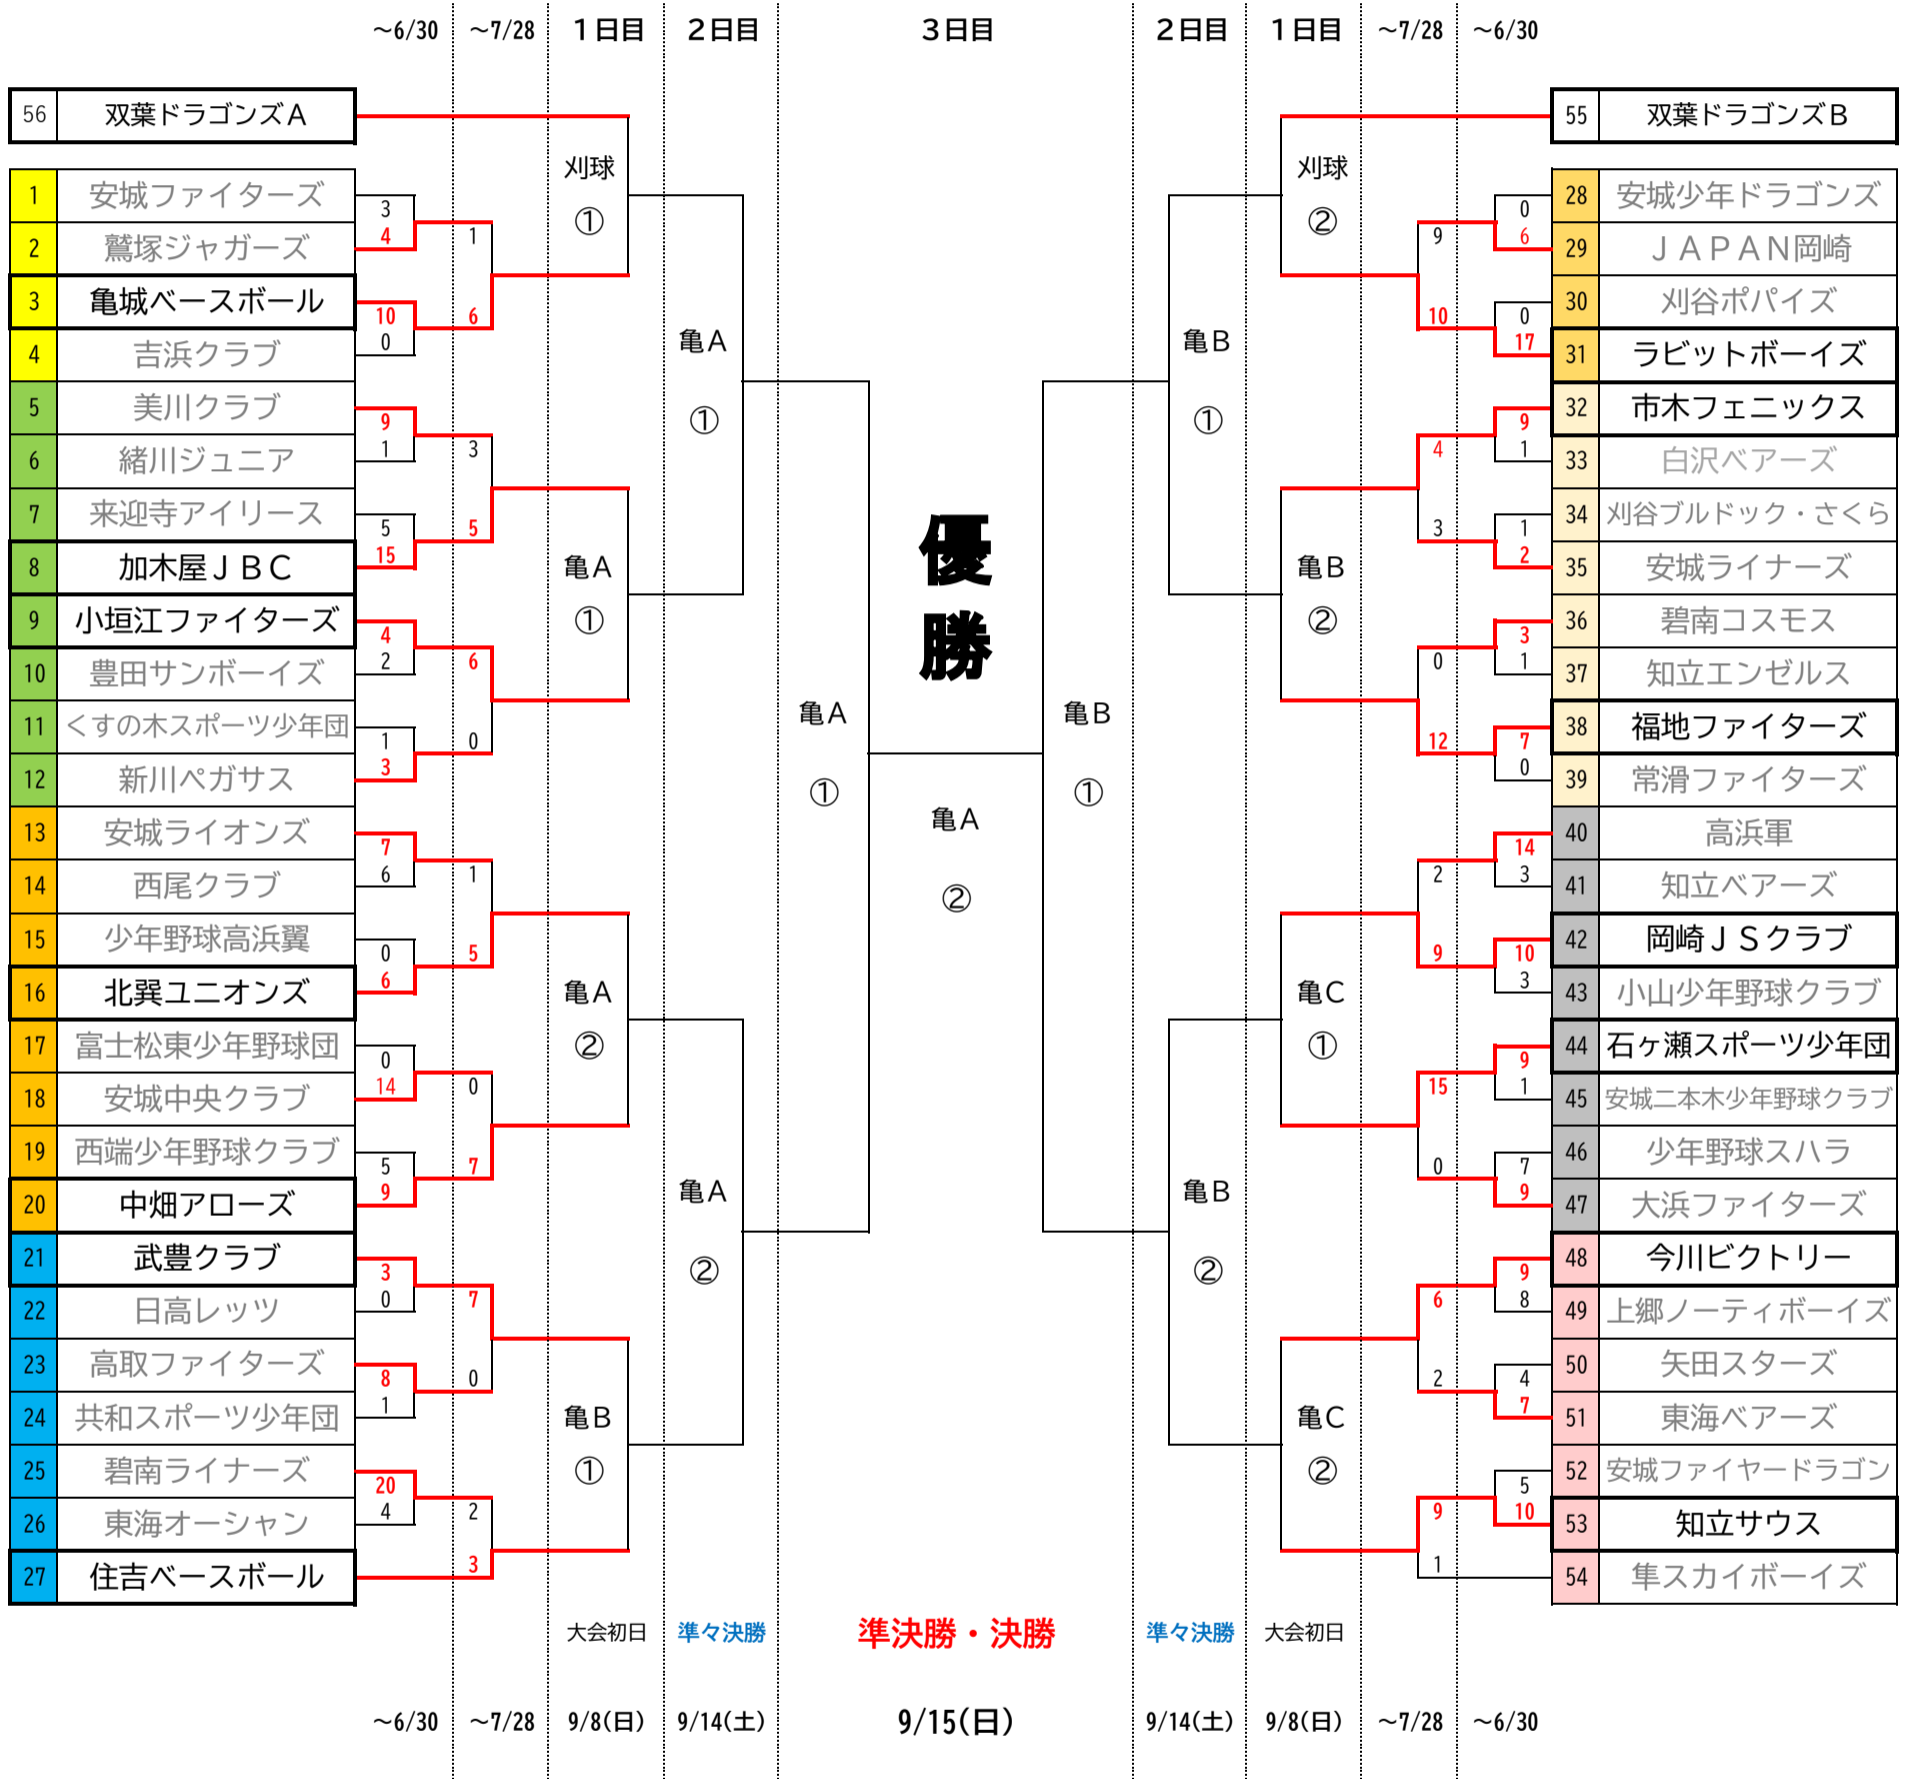 ～6/30 ～7/28 １日目 ２日目 ３日目 ２日目 １日目 ～7/28 ～6/30
56 双葉ドラゴンズＡ
刈球
①
1 安城ファイターズ
3
2 鷲塚ジャガーズ
4
1
3 亀城ベースボール
10
6
4 吉浜クラブ
0
亀Ａ
①
5 美川クラブ
9
6 緒川ジュニア
1
3
7 来迎寺アイリース
5
5
8 加木屋ＪＢＣ
15
亀Ａ
①
9 小垣江ファイターズ
4
10 豊田サンボーイズ
2
6
11 くすの木スポーツ少年団
1
0
12 新川ペガサス
3
亀Ａ
①
13 安城ライオンズ
7
14 西尾クラブ
6
1
15 少年野球高浜翼
0
5
16 北巽ユニオンズ
6
亀Ａ
②
17 富士松東少年野球団
0
18 安城中央クラブ
14
0
19 西端少年野球クラブ
5
7
20 中畑アローズ
9
亀Ａ
②
21 武豊クラブ
3
22 日高レッツ
0
7
23 高取ファイターズ
8
0
24 共和スポーツ少年団
1
亀Ｂ
①
25 碧南ライナーズ
20
26 東海オーシャン
4
2
27 住吉ベースボール
3
優
勝
亀Ａ
②
55 双葉ドラゴンズＢ
刈球
②
28 安城少年ドラゴンズ
0
29 ＪＡＰＡＮ岡崎
6
9
30 刈谷ポパイズ
0
10
31 ラビットボーイズ
17
亀Ｂ
①
32 市木フェニックス
9
33 白沢ベアーズ
1
4
34 刈谷ブルドック・さくら
1
3
35 安城ライナーズ
2
亀Ｂ
②
36 碧南コスモス
3
37 知立エンゼルス
1
0
38 福地ファイターズ
7
12
39 常滑ファイターズ
0
亀Ｂ
①
40 高浜軍
14
41 知立ベアーズ
3
2
42 岡崎ＪＳクラブ
10
9
43 小山少年野球クラブ
3
亀Ｃ
①
44 石ヶ瀬スポーツ少年団
9
45 安城二本木少年野球クラブ
1
15
46 少年野球スハラ
7
0
47 大浜ファイターズ
9
亀Ｂ
②
48 今川ビクトリー
9
49 上郷ノーティボーイズ
8
6
50 矢田スターズ
4
2
51 東海ベアーズ
7
亀Ｃ
②
52 安城ファイヤードラゴン
5
53 知立サウス
10
9
54 隼スカイボーイズ
1
大会初日 準々決勝 準決勝・決勝 準々決勝 大会初日
～6/30 ～7/28 9/8(日) 9/14(土) 9/15(日) 9/14(土) 9/8(日) ～7/28 ～6/30